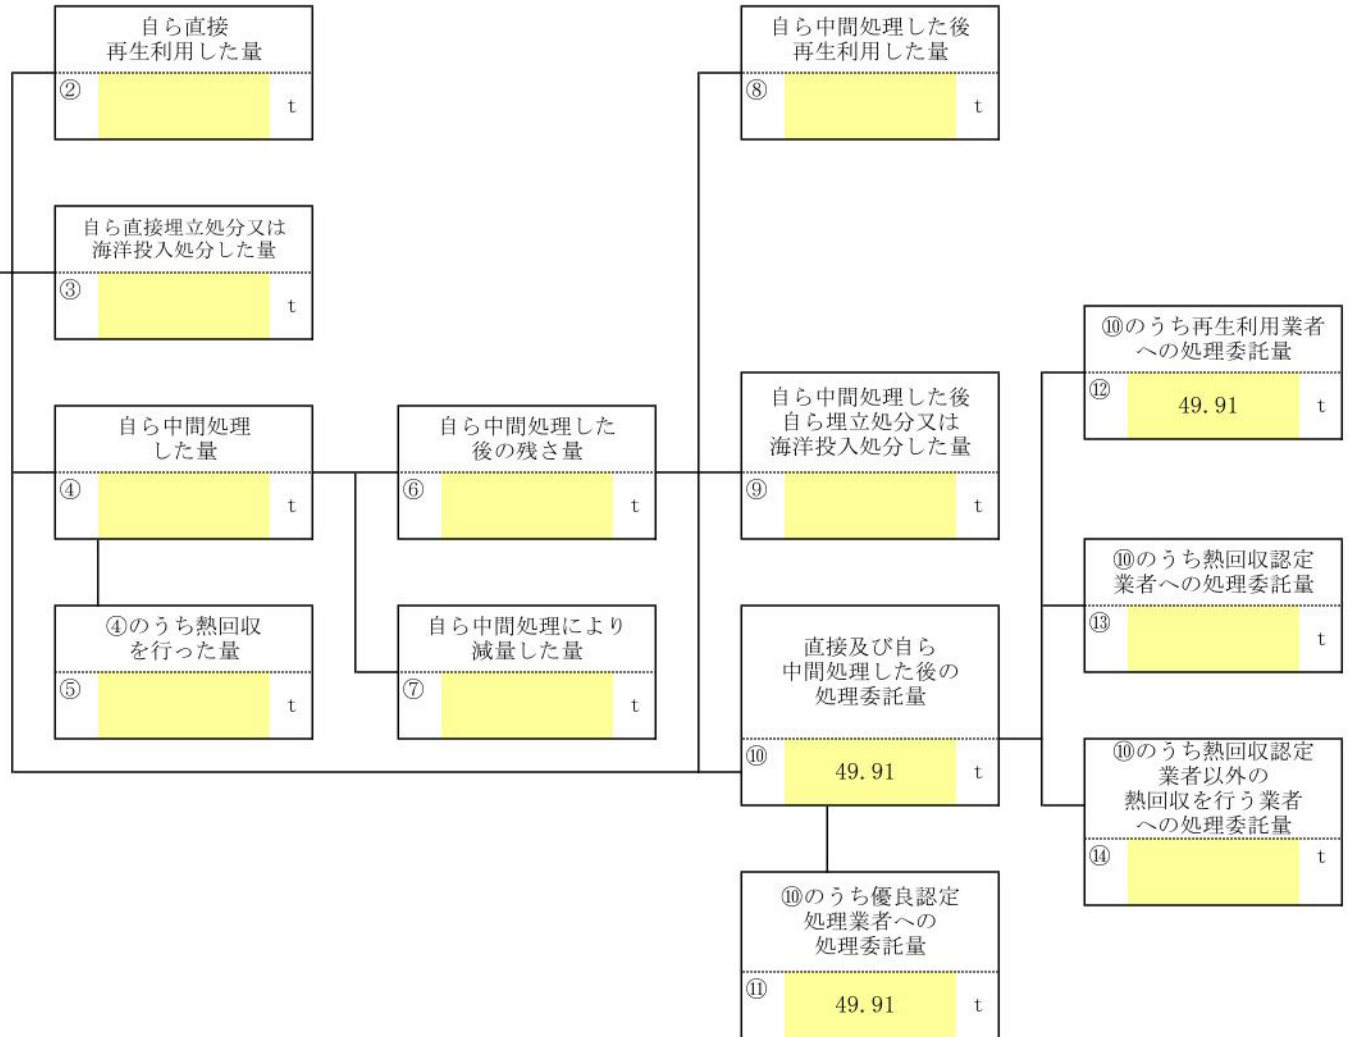 自ら直接
再生利用した量
②
t
自ら中間処理した後
再生利用した量
⑧
t
自ら直接埋立処分又は
海洋投入処分した量
③
t
⑩のうち再生利用業者
への処理委託量
⑫
49.91
t
自ら中間処理
した量
④
t
自ら中間処理した
後の残さ量
⑥
t
自ら中間処理した後
自ら埋立処分又は
海洋投入処分した量
⑨
t
⑩のうち熱回収認定
業者への処理委託量
⑬
t
④のうち熱回収
を行った量
⑤
t
自ら中間処理により
減量した量
⑦
t
直接及び自ら
中間処理した後の
処理委託量
⑩
49.91
t
⑩のうち熱回収認定
業者以外の
熱回収を行う業者
への処理委託量
⑭
t
⑩のうち優良認定
処理業者への
処理委託量
⑪
49.91
t